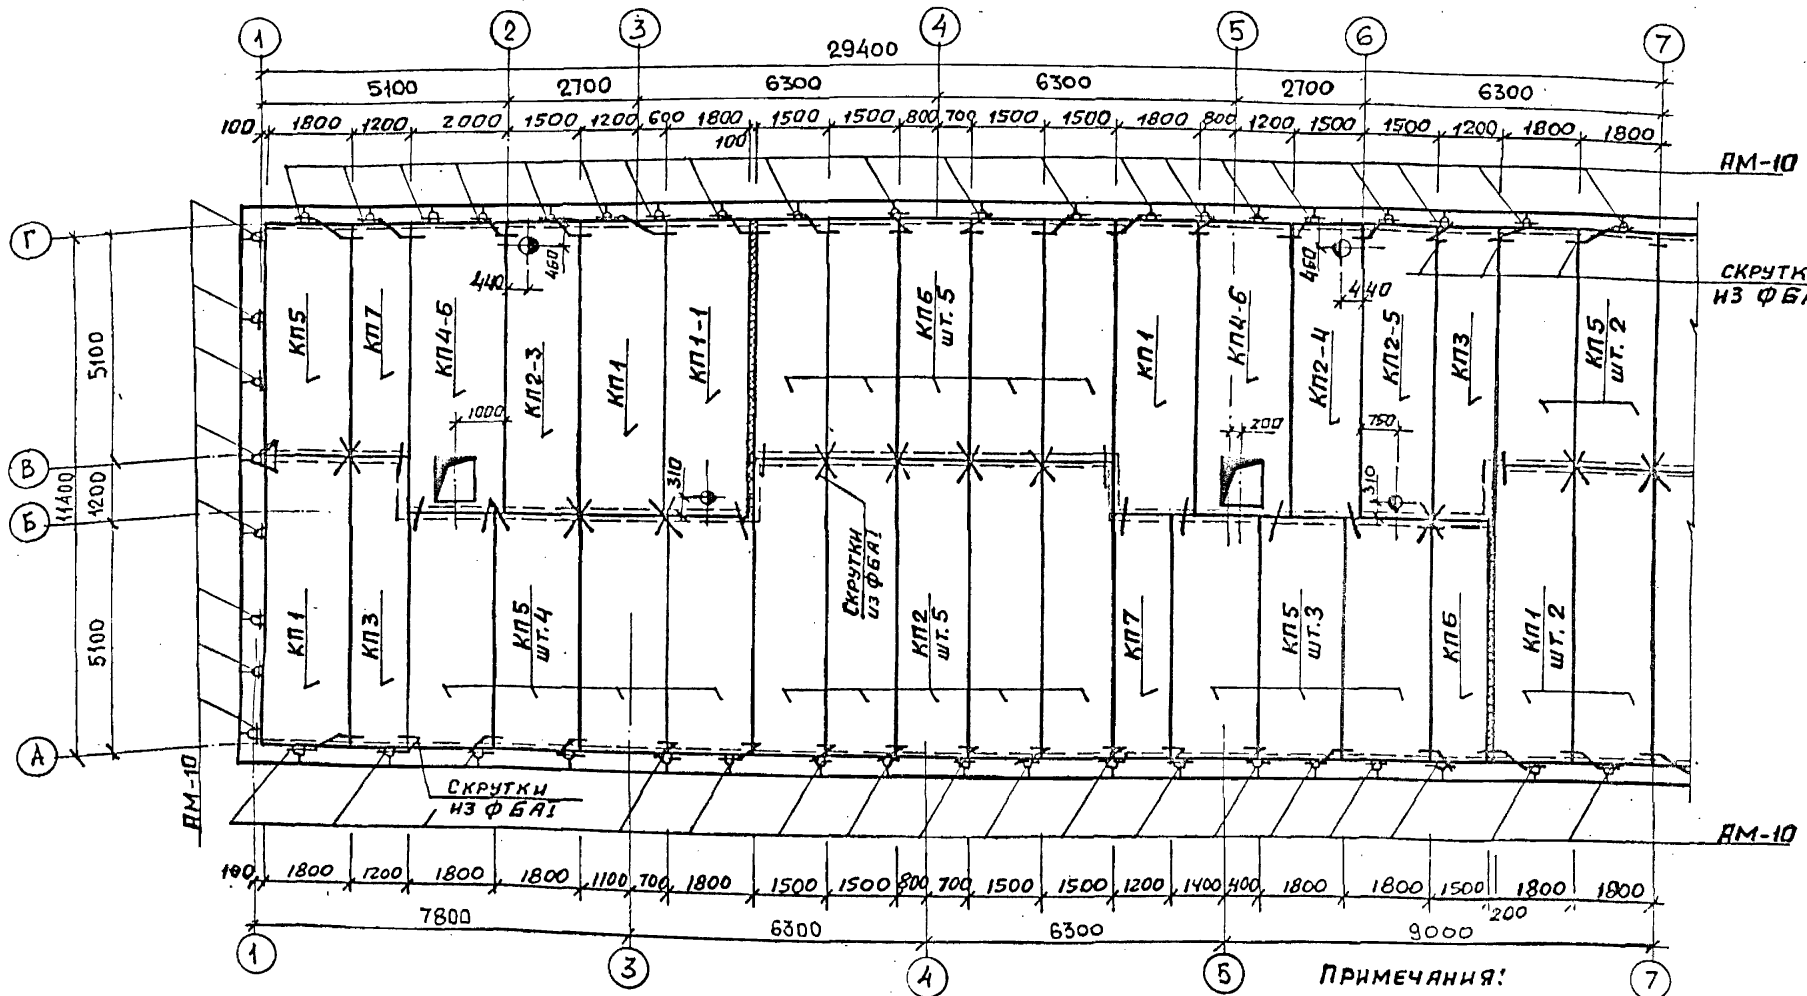 1 2 3 4 5 6 7
29400
5100 2700 6300 6300 2700 6300
100 1800 1200 2000 1500 1200 600 1800 1500 1500 800 700 1500 1500 1800 800 1200 1500 1500 1200 1800 1800
100
АМ-10
Г
460
460
440
440
СКРУТК
ИЗ Ф 6А
КП5
КП7
КП4-Б
КП2-3
КП1
КП1-1
КП6
ШТ. 5
КП1
КП4-6
КП2-4
КП2-5
КП3
КП5
ШТ. 2
5100
1000
200
750
В
310
310
11400
1200
Б
СКРУТКИ
ИЗ Ф6АI
КП1
КП3
КП5
ШТ.4
КП2
ШТ.5
КП7
КП5
ШТ.3
КП6
КП1
ШТ. 2
5100
А
АМ-10
СКРУТКИ
ИЗ Ф 6АI
АМ-10
100 1800 1200 1800 1800 1100 700 1800 1500 1500 800 700 1500 1500 1200 1400 400 1800 1800 1500 1800 1800
200
7800 6300 6300 9000
1 3 4 5 7
ПРИМЕЧАНИЯ: